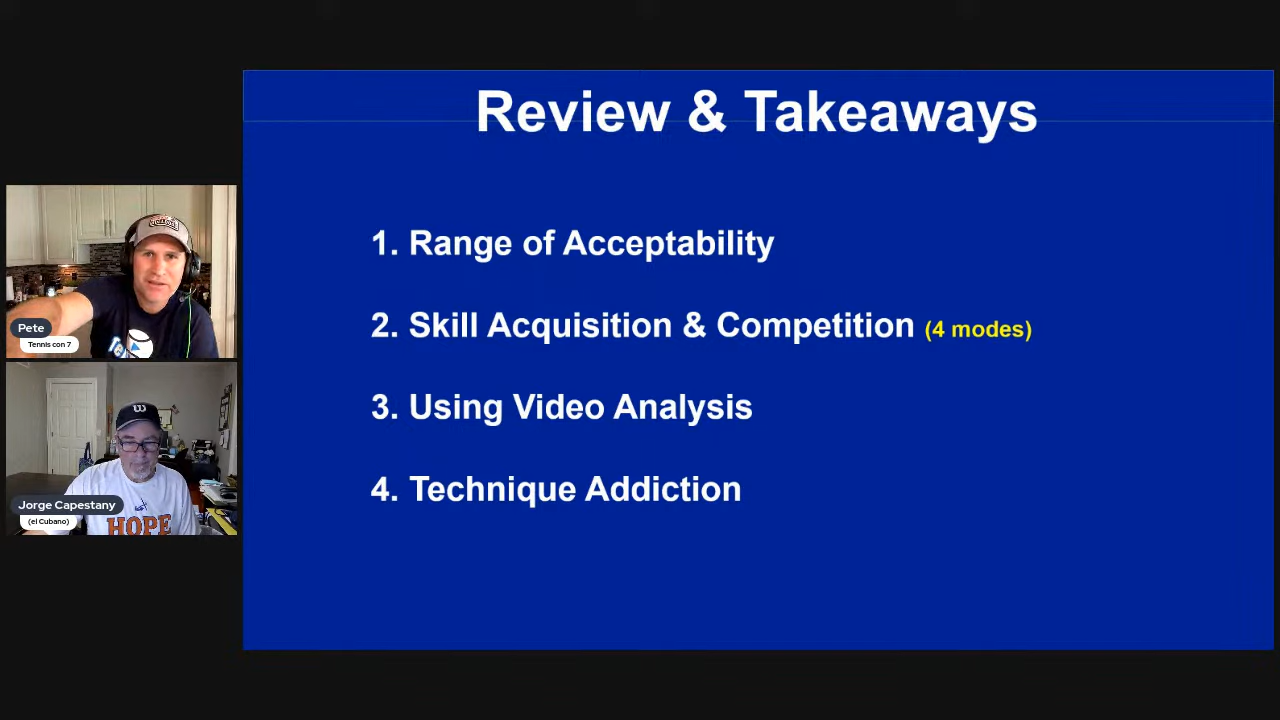 Review & Takeaways
1. Range of Acceptability
2. Skill Acquisition & Competition (4 modes)
3. Using Video Analysis
4. Technique Addiction
Pete
Tennis con 7
Jorge Capestany
(el Cubano)
HOPE